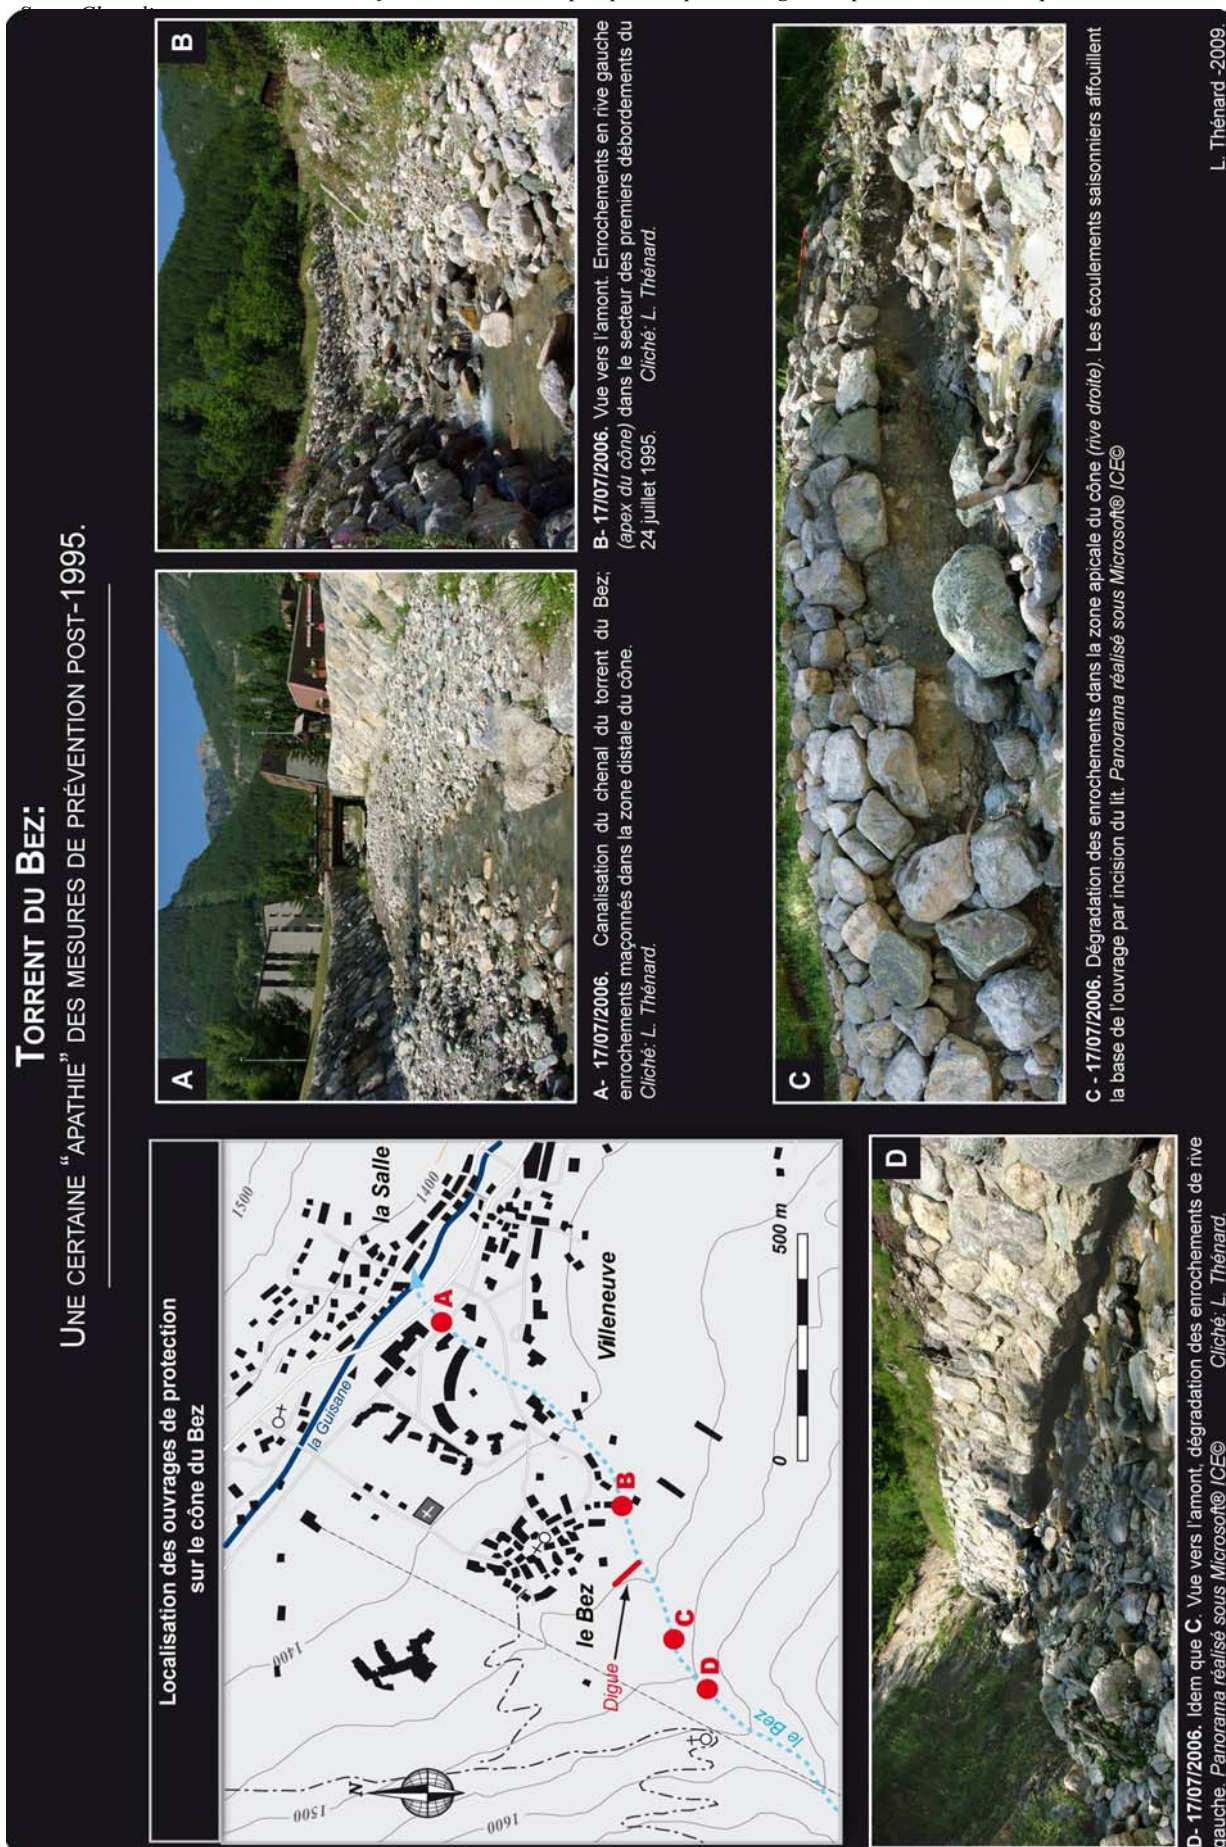 TORRENT DU BEZ:
UNE CERTAINE "APATHIE" DES MESURES DE PRÉVENTION POST-1995.
Localisation des ouvrages de protection
sur le cône du Bez
1500
la Salle
1400
la Guisane
Villeneuve
500 m
0
1400
le Bez
Digue
A
B
C
D
le Bez
N
1500
1600
A
A- 17/07/2006. Canalisation du chenal du torrent du Bez;
enrochements maçonnés dans la zone distale du cône.
Cliché: L. Thénard.
B
B- 17/07/2006. Vue vers l'amont. Enrochements en rive gauche
(apex du cône) dans le secteur des premiers débordements du
24 juillet 1995. Cliché: L. Thénard.
D
D- 17/07/2006. Idem que C. Vue vers l'amont, dégradation des enrochements de rive
gauche. Panorama réalisé sous Microsoft® ICE© Cliché: L. Thénard.
C
C - 17/07/2006. Dégradation des enrochements dans la zone apicale du cône (rive droite). Les écoulements saisonniers affouillent
la base de l'ouvrage par incision du lit. Panorama réalisé sous Microsoft® ICE©
L. Thénard -2009.